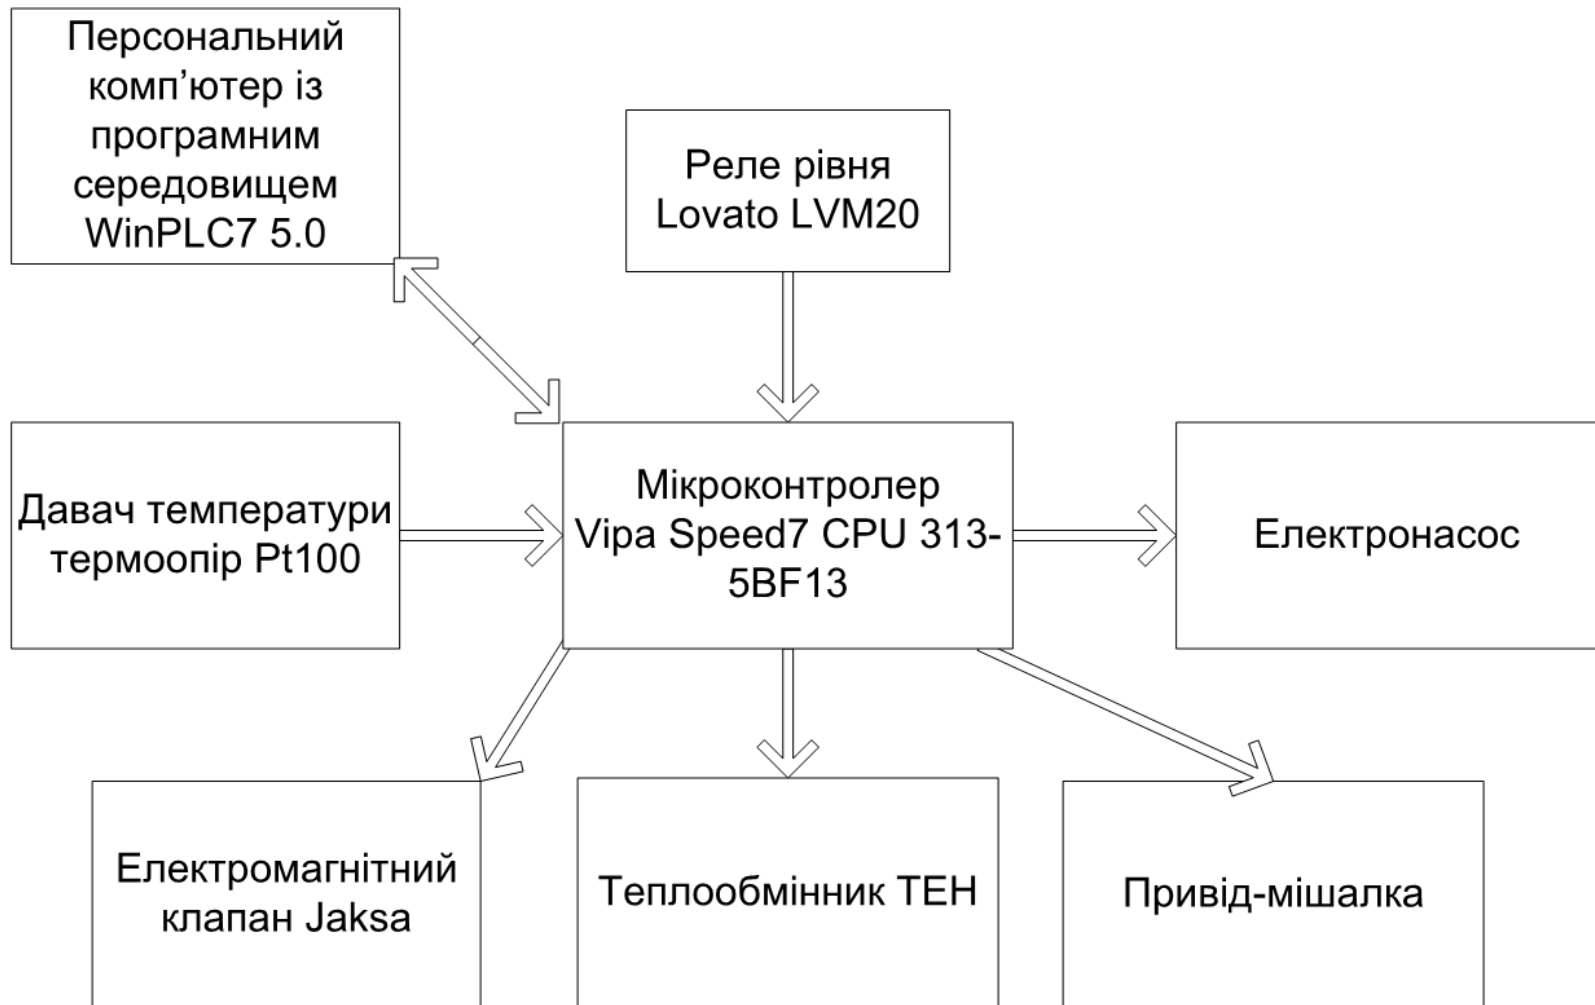 Персональний
комп’ютер із
програмним
середовищем
WinPLC7 5.0
Реле рівня
Lovato LVM20
Давач температури
термоопір Pt100
Мікроконтролер
Vipa Speed7 CPU 313-
5BF13
Електронасос
Електромагнітний
клапан Jaksa
Теплообмінник ТЕН
Привід-мішалка